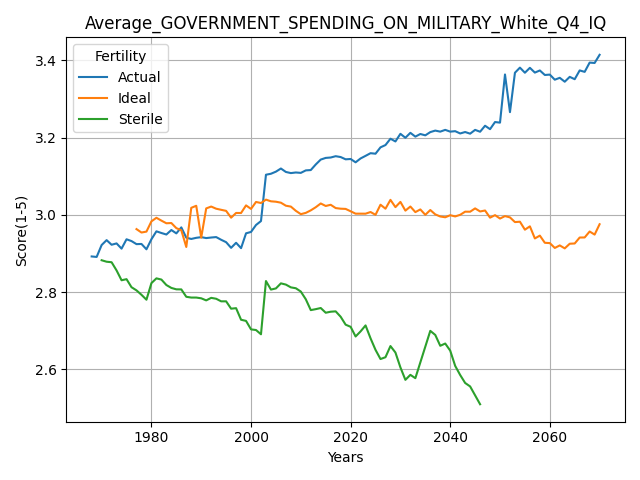 Average_GOVERNMENT_SPENDING_ON_MILITARY_White_Q4_IQ
Fertility
Actual
Ideal
Sterile
3.4
3.2
3.0
2.8
2.6
Score(1-5)
1980 2000 2020 2040 2060
Years